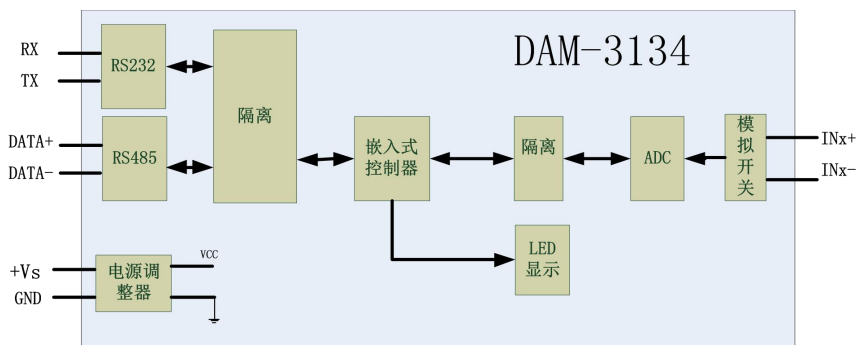 DAM-3134
RX
TX
RS232
隔离
DATA+
DATA-
RS485
嵌入式
控制器
隔离
ADC
模
拟
开
关
INx+
INx-
+Vs
GND
电源调
整器
VCC
LED
显示